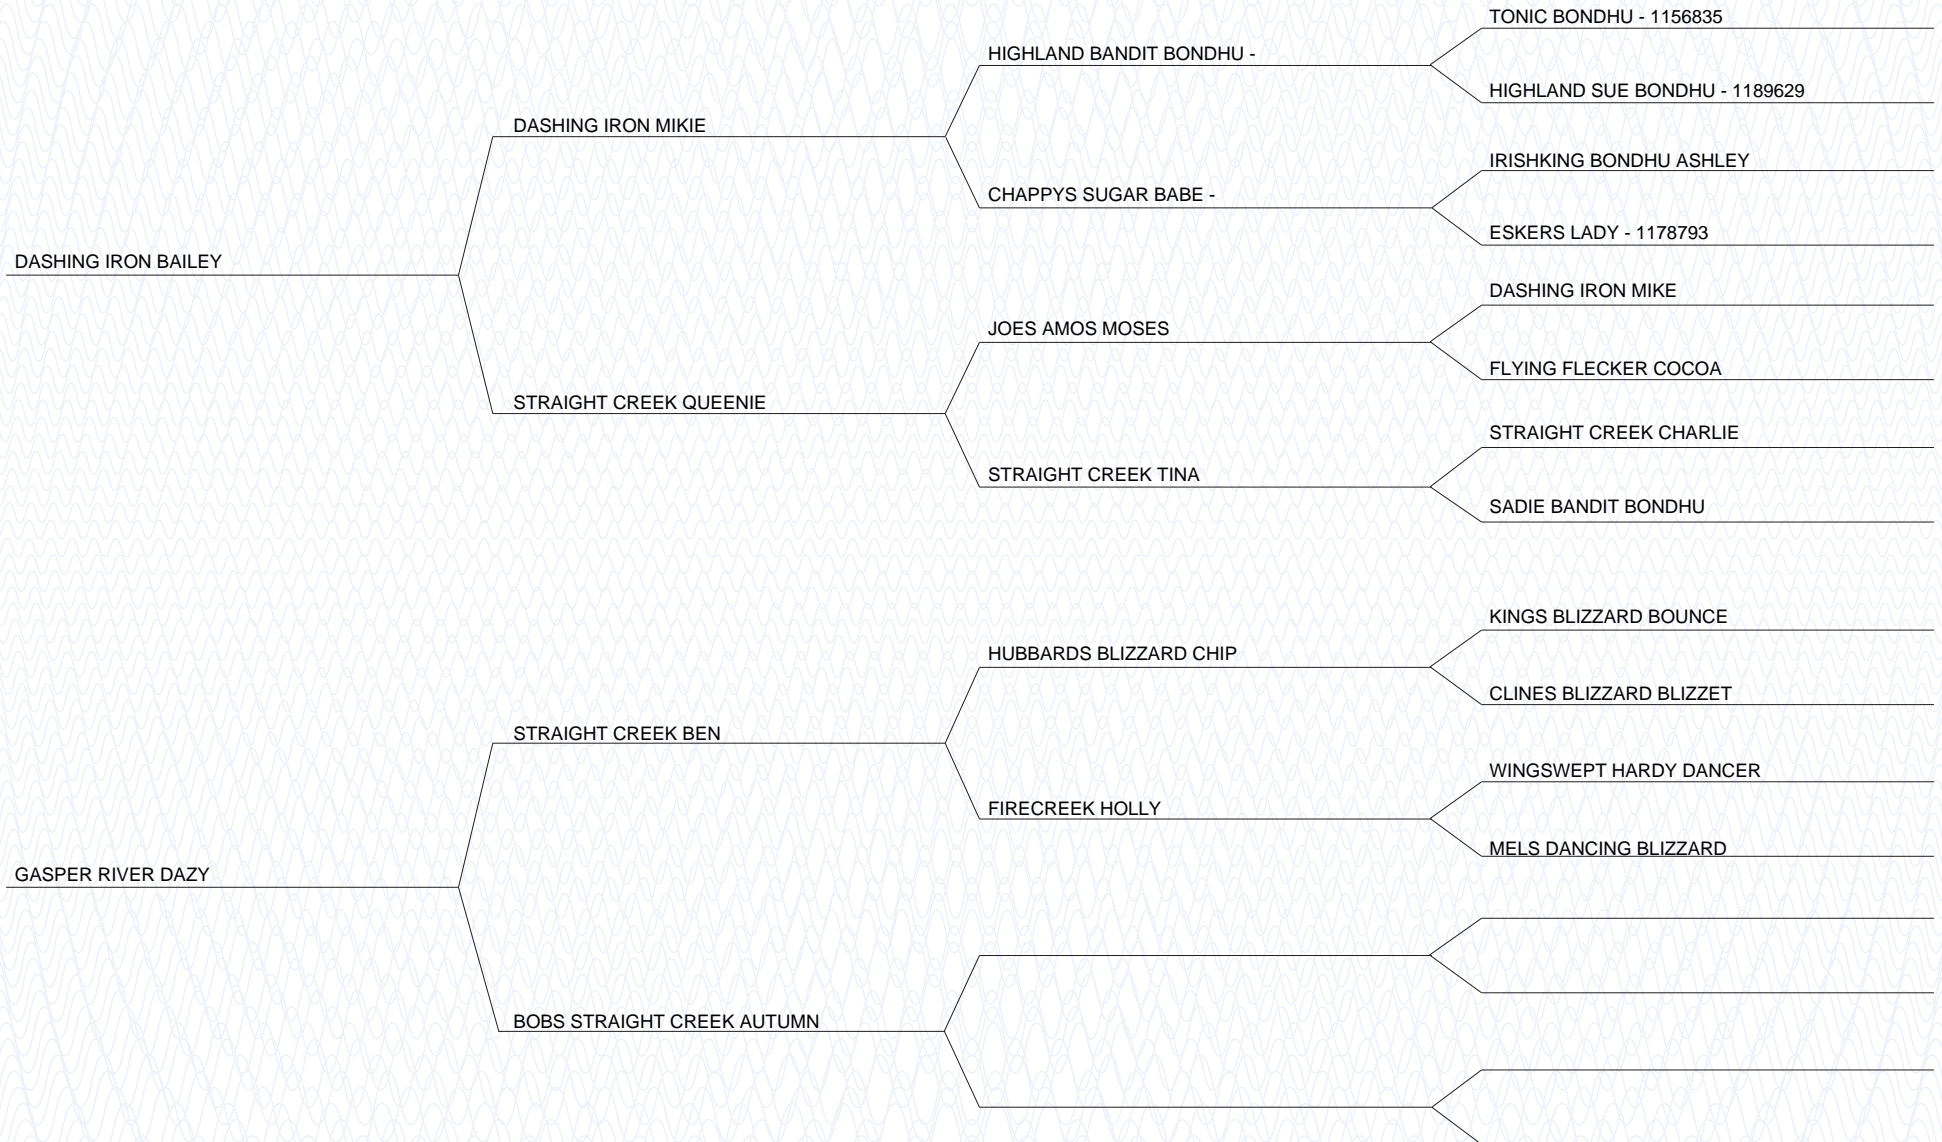 TONIC BONDHU - 1156835
HIGHLAND BANDIT BONDHU -
HIGHLAND SUE BONDHU - 1189629
DASHING IRON MIKIE
IRISHKING BONDHU ASHLEY
CHAPPYS SUGAR BABE -
ESKERS LADY - 1178793
DASHING IRON BAILEY
DASHING IRON MIKE
JOES AMOS MOSES
FLYING FLECKER COCOA
STRAIGHT CREEK QUEENIE
STRAIGHT CREEK CHARLIE
STRAIGHT CREEK TINA
SADIE BANDIT BONDHU
KINGS BLIZZARD BOUNCE
HUBBARDS BLIZZARD CHIP
CLINES BLIZZARD BLIZZET
STRAIGHT CREEK BEN
WINGSWEPT HARDY DANCER
FIRECREEK HOLLY
MELS DANCING BLIZZARD
GASPER RIVER DAZY
BOBS STRAIGHT CREEK AUTUMN